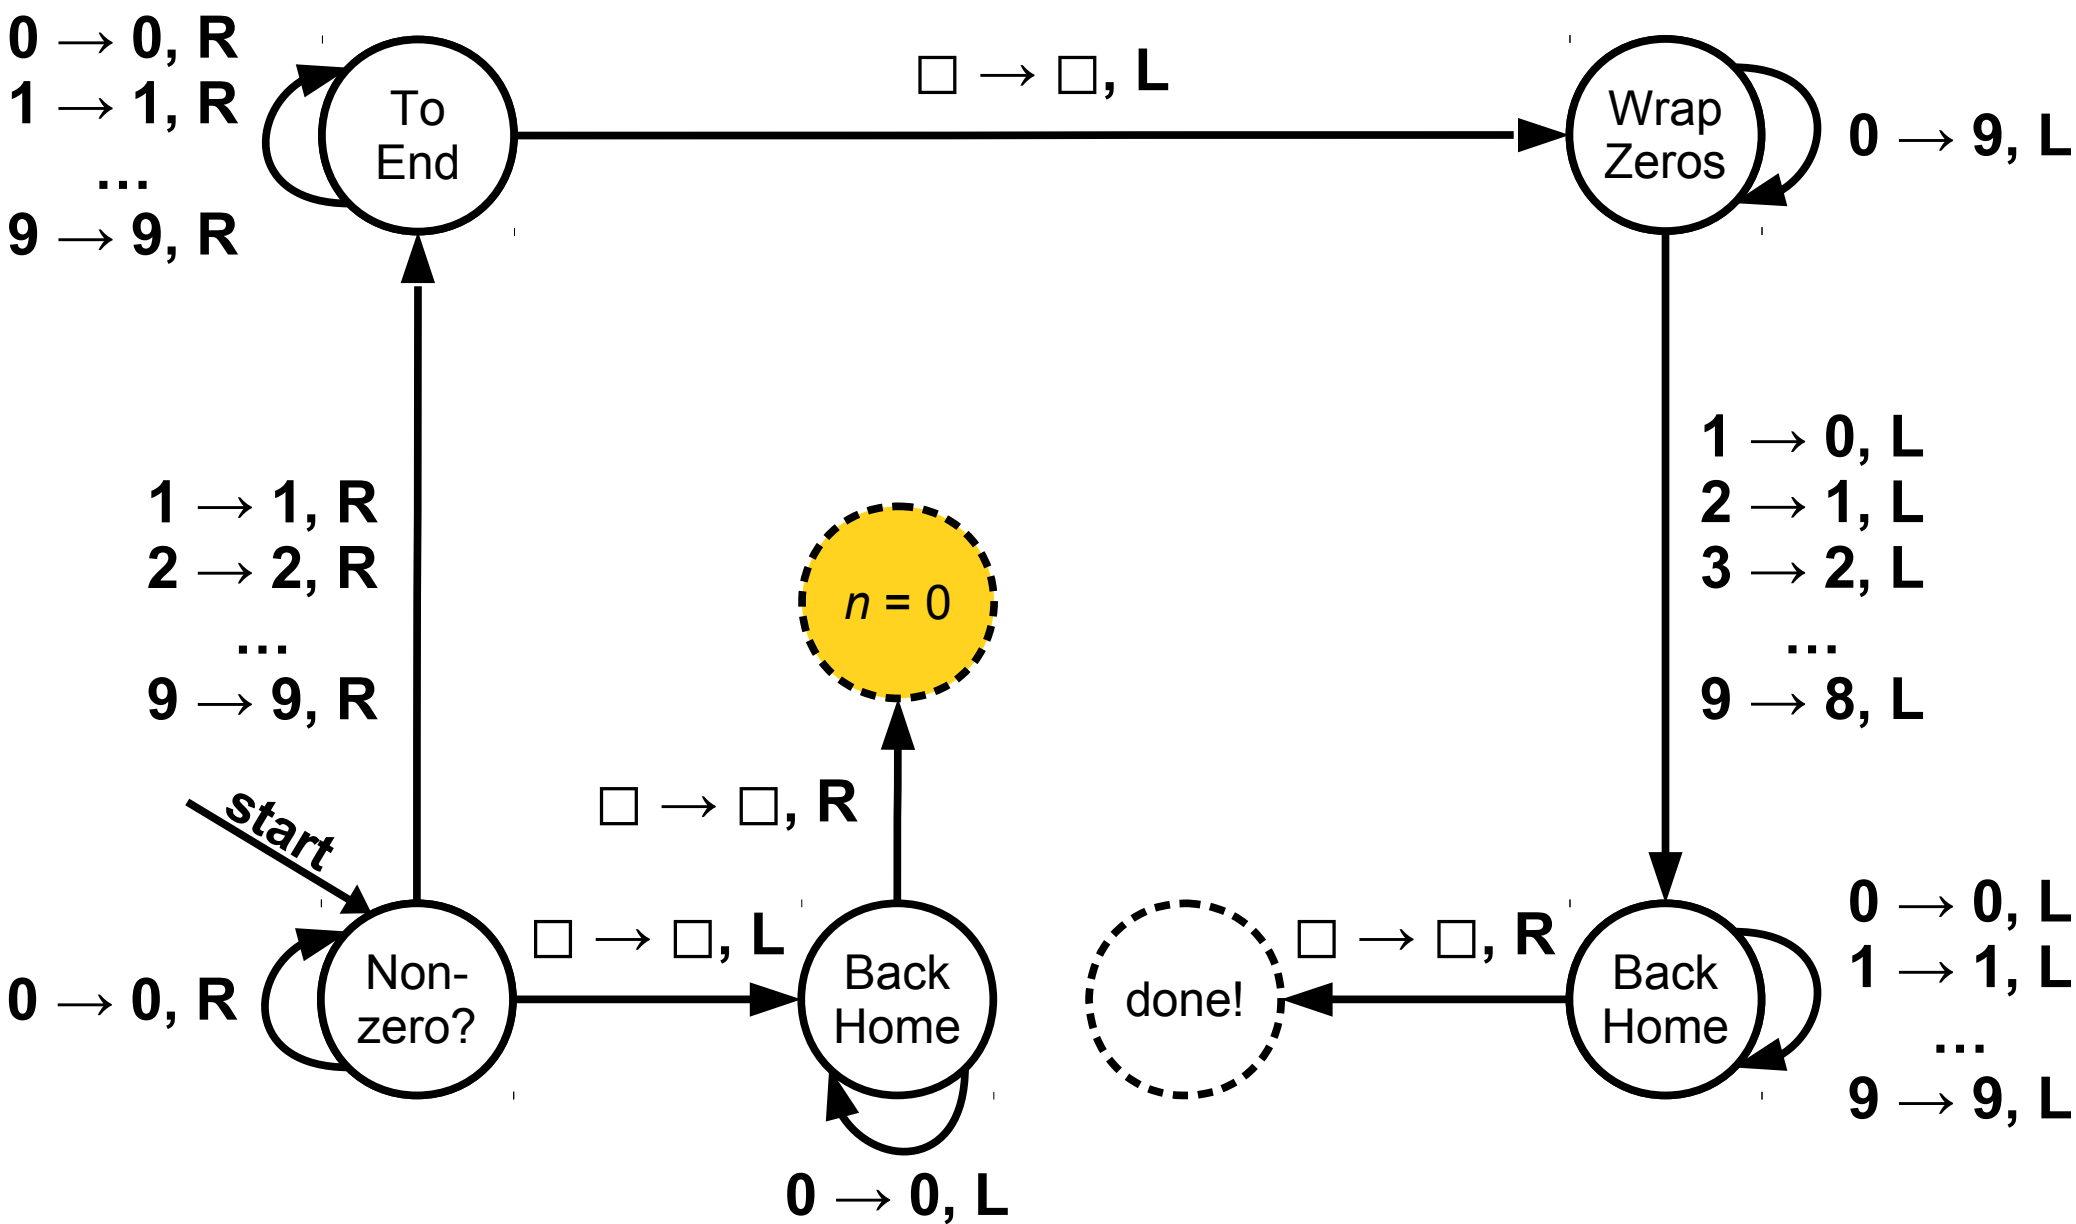 0 → 0, R
1 → 1, R
...
9 → 9, R
To
End
□ → □, L
Wrap
Zeros
0 → 9, L
1 → 1, R
2 → 2, R
...
9 → 9, R
1 → 0, L
2 → 1, L
3 → 2, L
...
9 → 8, L
n = 0
□ → □, R
start
Non-
zero?
0 → 0, R
□ → □, L
Back
Home
0 → 0, L
done!
□ → □, R
Back
Home
0 → 0, L
1 → 1, L
...
9 → 9, L